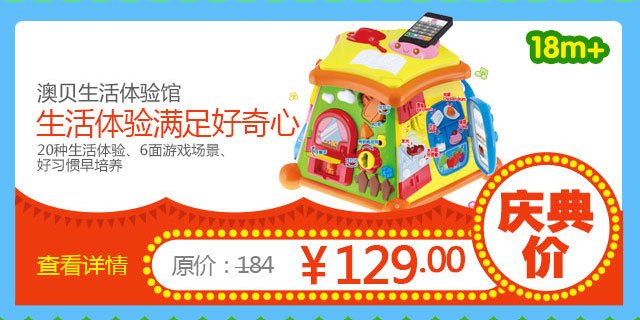 18m+
澳贝生活体验馆
生活体验满足好奇心
20种生活体验、6面游戏场景、
好习惯早培养
庆典
价
查看详情
原价:184
¥129.00